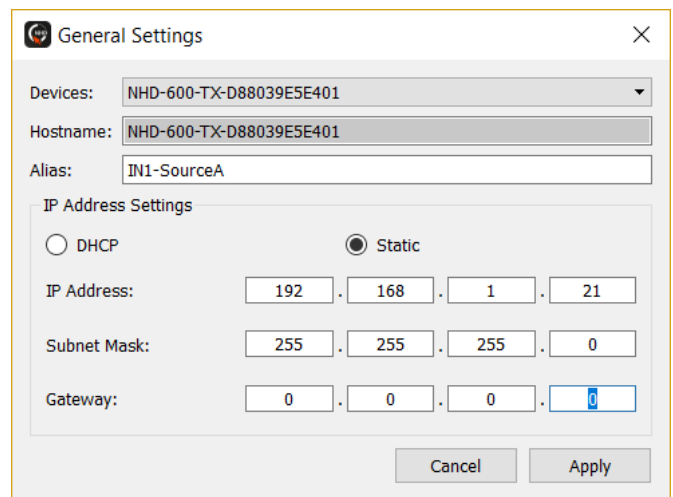 NHD
General Settings
Devices: NHD-600-TX-D88039E5E401
Hostname: NHD-600-TX-D88039E5E401
Alias: IN1-SourceA
IP Address Settings
DHCP Static
IP Address: 192 . 168 . 1 . 21
Subnet Mask: 255 . 255 . 255 . 0
Gateway: 0 . 0 . 0 . 0
Cancel Apply